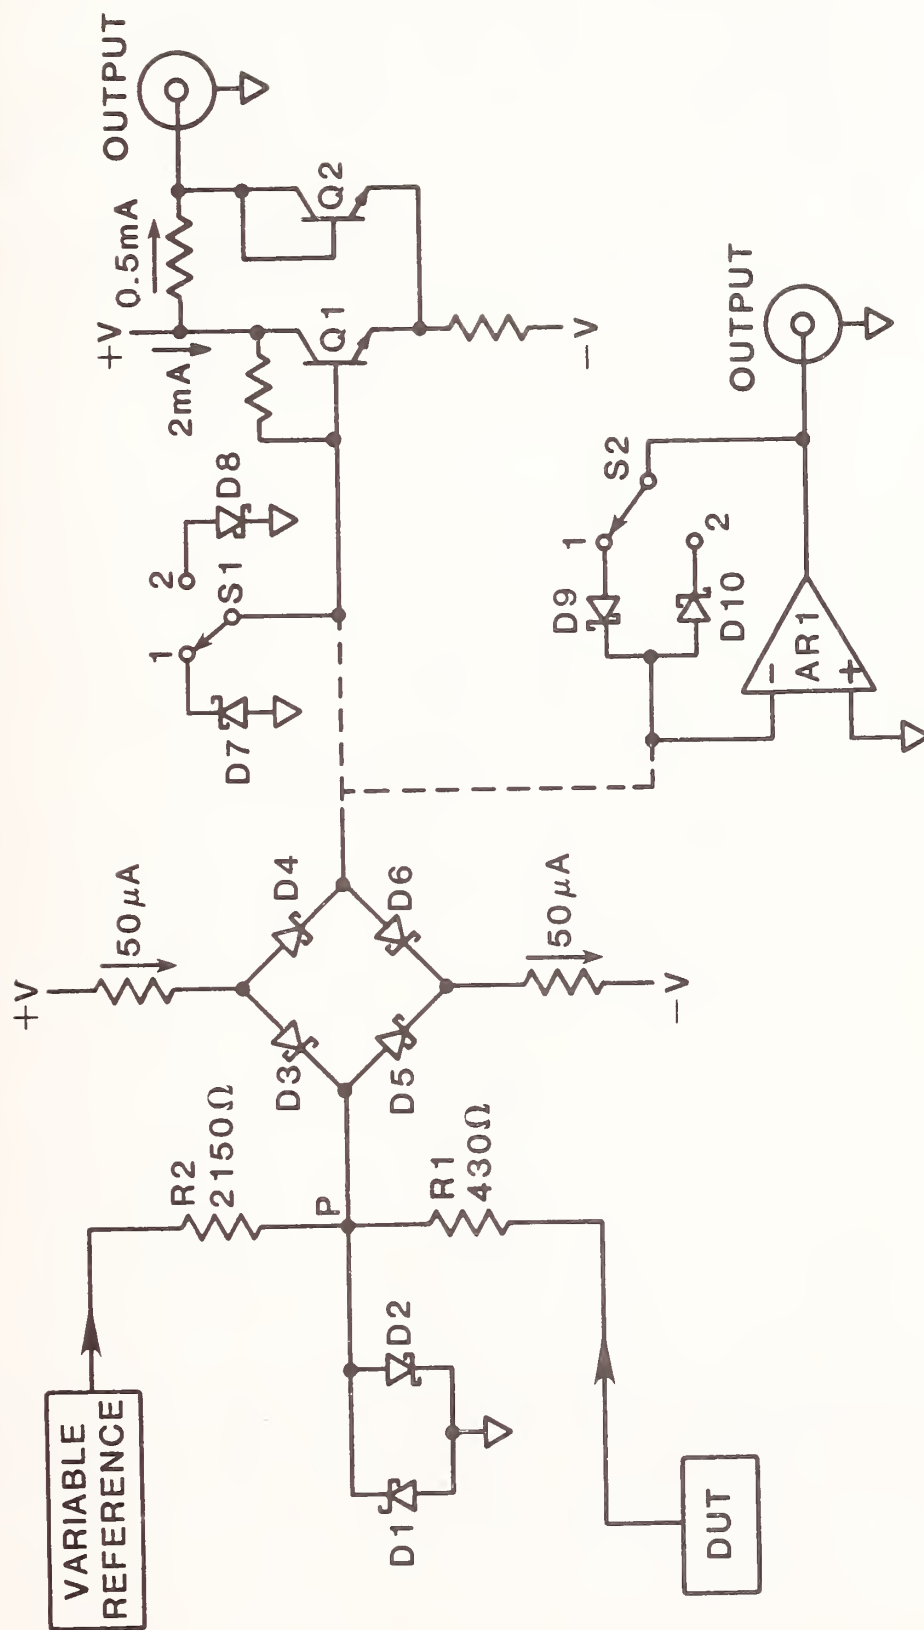 VARIABLE
REFERENCE
R2
2150Ω
P
D1
D2
R1
430Ω
DUT
+V
50μA
D3
D4
D5
D6
50μA
-V
1
2
S1
D7
D8
+V
2mA
0.5mA
Q1
Q2
OUTPUT
-V
1
S2
D9
D10
2
-
+
AR1
OUTPUT